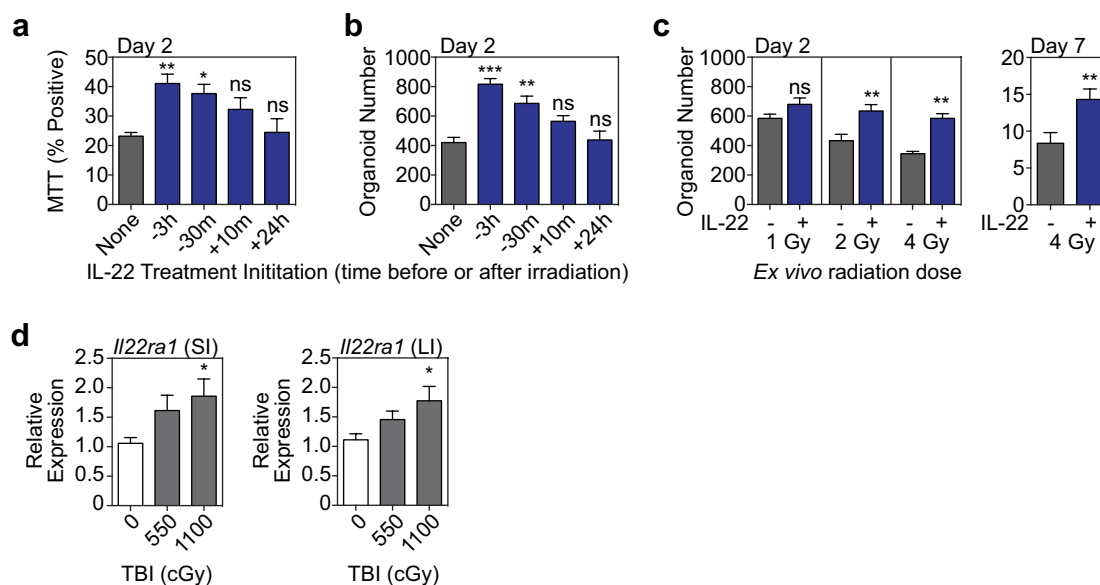 a
Day 2
MTT (% Positive)
50
40
30
20
10
0
**
*
ns
ns
None
-3h
-30m
+10m
+24h
b
Day 2
Organoid Number
1000
800
600
400
200
0
***
**
ns
ns
None
-3h
-30m
+10m
+24h
IL-22 Treatment Inititation (time before or after irradiation)
c
Day 2
Organoid Number
1000
800
600
400
200
0
ns
**
**
IL-22 - + - + - +
1 Gy 2 Gy 4 Gy
Ex vivo radiation dose
Day 7
20
15
10
5
0
**
IL-22 - +
4 Gy
d
Il22ra1 (SI)
Relative
Expression
2.5
2.0
1.5
1.0
0.5
0
*
0
550
1100
TBI (cGy)
Il22ra1 (LI)
Relative
Expression
2.5
2.0
1.5
1.0
0.5
0
*
0
550
1100
TBI (cGy)